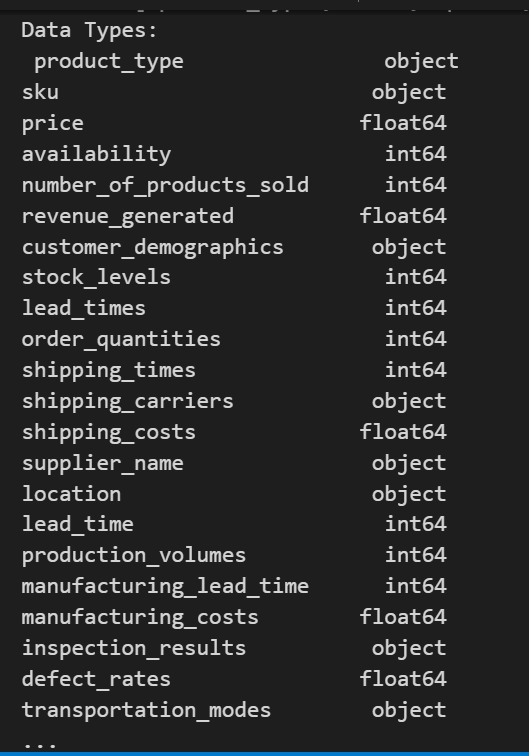 Data Types:
 product_type                object
sku                         object
price                      float64
availability                 int64
number_of_products_sold      int64
revenue_generated          float64
customer_demographics       object
stock_levels                 int64
lead_times                   int64
order_quantities             int64
shipping_times               int64
shipping_carriers           object
shipping_costs             float64
supplier_name               object
location                    object
lead_time                    int64
production_volumes           int64
manufacturing_lead_time      int64
manufacturing_costs        float64
inspection_results          object
defect_rates               float64
transportation_modes        object
...